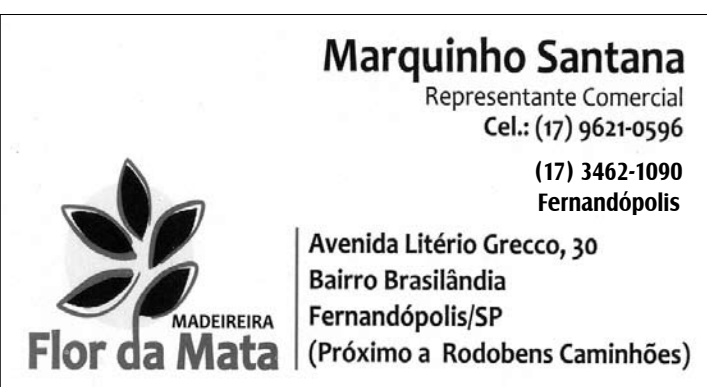 Marquinho Santana
Representante Comercial
Cel.: (17) 9621-0596
(17) 3462-1090
Fernandópolis
MADEIREIRA
Flor da Mata
Avenida Litério Grecco, 30
Bairro Brasilândia
Fernandópolis/SP
(Próximo a Rodobens Caminhões)